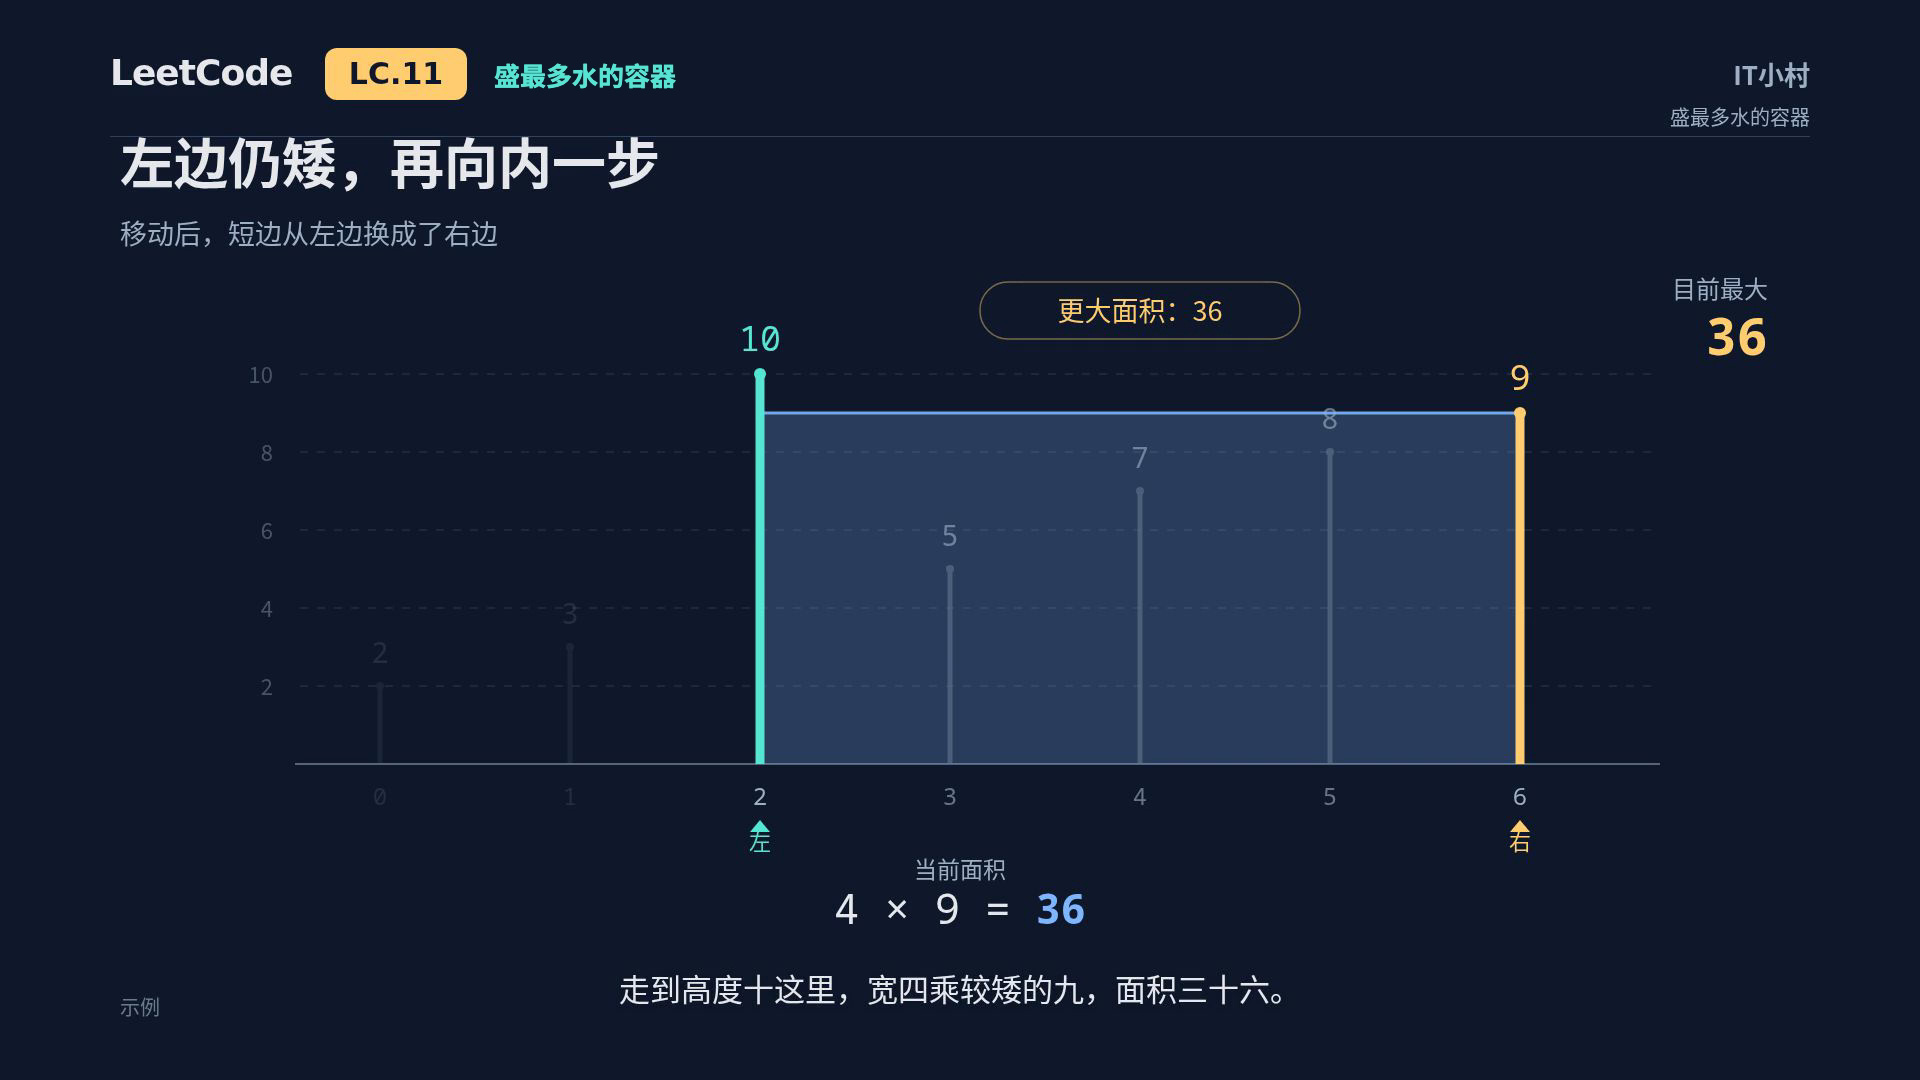 LeetCode LC.11 盛最多水的容器
IT小村
盛最多水的容器
左边仍矮，再向内一步
移动后，短边从左边换成了右边
更大面积：36
目前最大
36
10
9
8
7
5
3
2
10
8
6
4
2
0 1 2 3 4 5 6
左 右
当前面积
4 × 9 = 36
走到高度十这里，宽四乘较矮的九，面积三十六。
示例